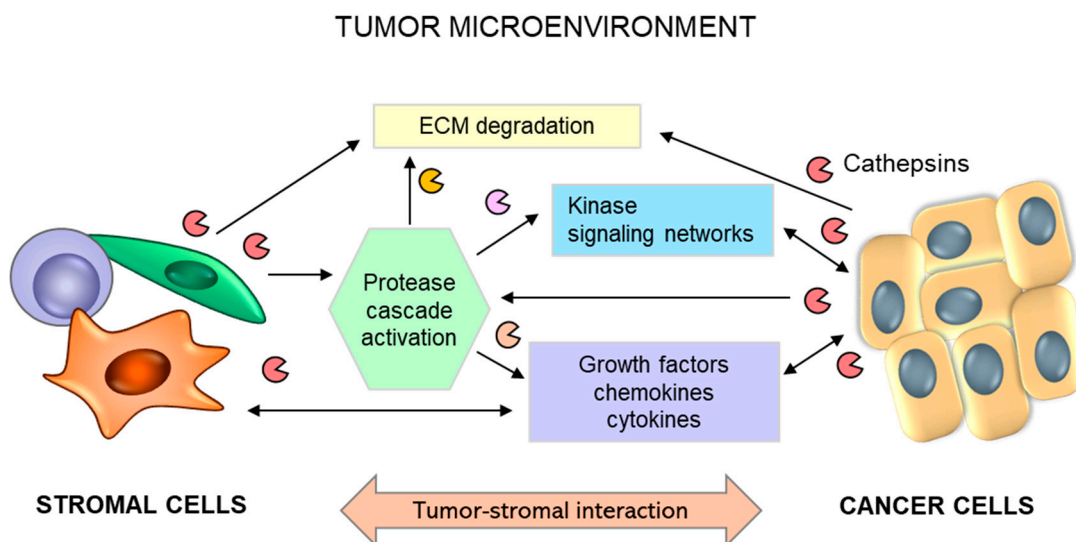 TUMOR MICROENVIRONMENT
ECM degradation
Cathepsins
Kinase
signaling networks
Protease
cascade
activation
Growth factors
chemokines
cytokines
STROMAL CELLS
Tumor-stromal interaction
CANCER CELLS